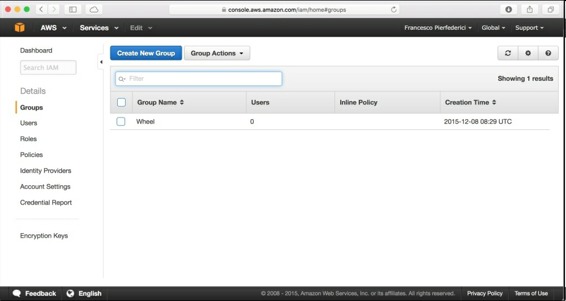 console.aws.amazon.com/iam/home#groups
AWS Services Edit Francesco Pierfederici Global Support
Dashboard
Search IAM
Details
Groups
Users
Roles
Policies
Identity Providers
Account Settings
Credential Report
Encryption Keys
Create New Group Group Actions
Filter Showing 1 results
Group Name Users Inline Policy Creation Time
Wheel 0 2015-12-08 08:29 UTC
Feedback English © 2008 - 2015, Amazon Web Services, Inc. or its affiliates. All rights reserved. Privacy Policy Terms of Use